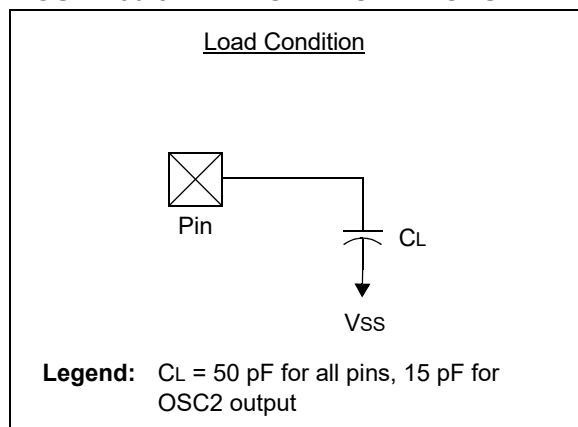 Load Condition
Pin
CL
VSS
Legend: CL = 50 pF for all pins, 15 pF for
OSC2 output